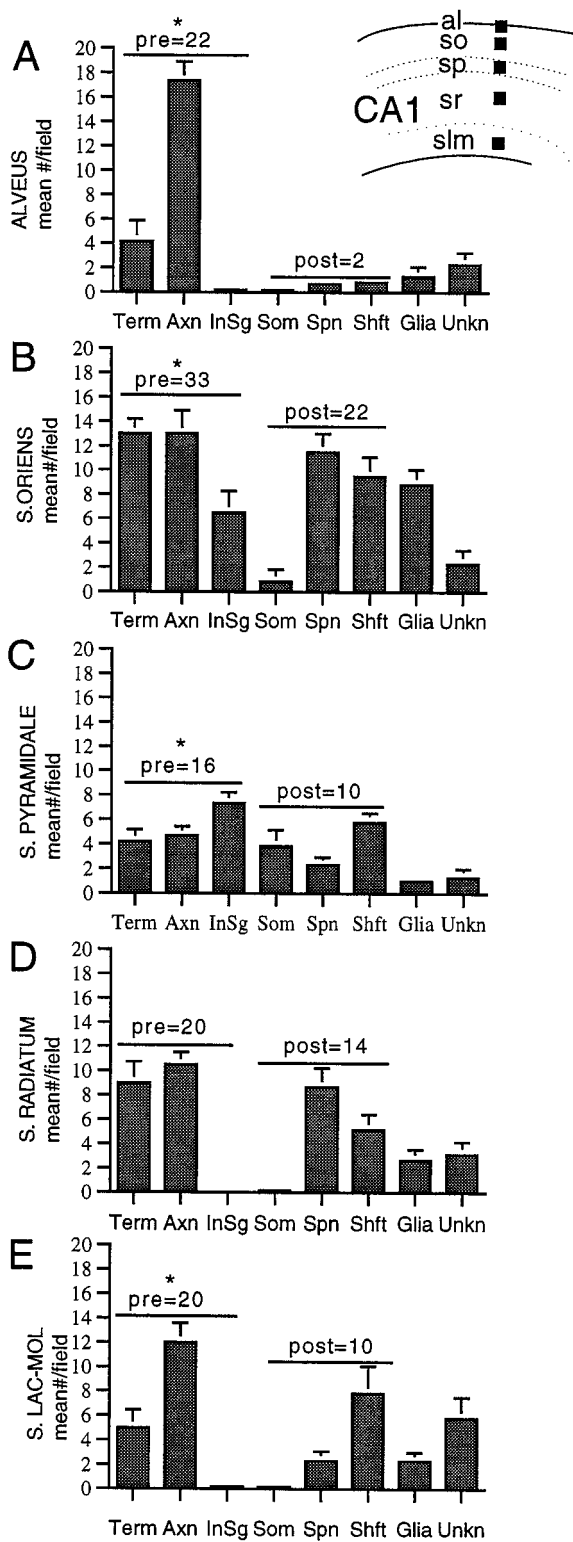 A
ALVEUS
mean #/field
20
18
16
14
12
10
8
6
4
2
0
*
pre=22
post=2
Term Axn InSg Som Spn Shft Glia Unkn
al
so
sp
CA1
sr
slm
B
S.ORIENS
mean#/field
20
18
16
14
12
10
8
6
4
2
0
*
pre=33
post=22
Term Axn InSg Som Spn Shft Glia Unkn
C
S. PYRAMIDALE
mean#/field
20
18
16
14
12
10
8
6
4
2
0
*
pre=16
post=10
Term Axn InSg Som Spn Shft Glia Unkn
D
S. RADIATUM
mean#/field
20
18
16
14
12
10
8
6
4
2
0
pre=20
post=14
Term Axn InSg Som Spn Shft Glia Unkn
E
S. LAC-MOL
mean#/field
20
18
16
14
12
10
8
6
4
2
0
*
pre=20
post=10
Term Axn InSg Som Spn Shft Glia Unkn